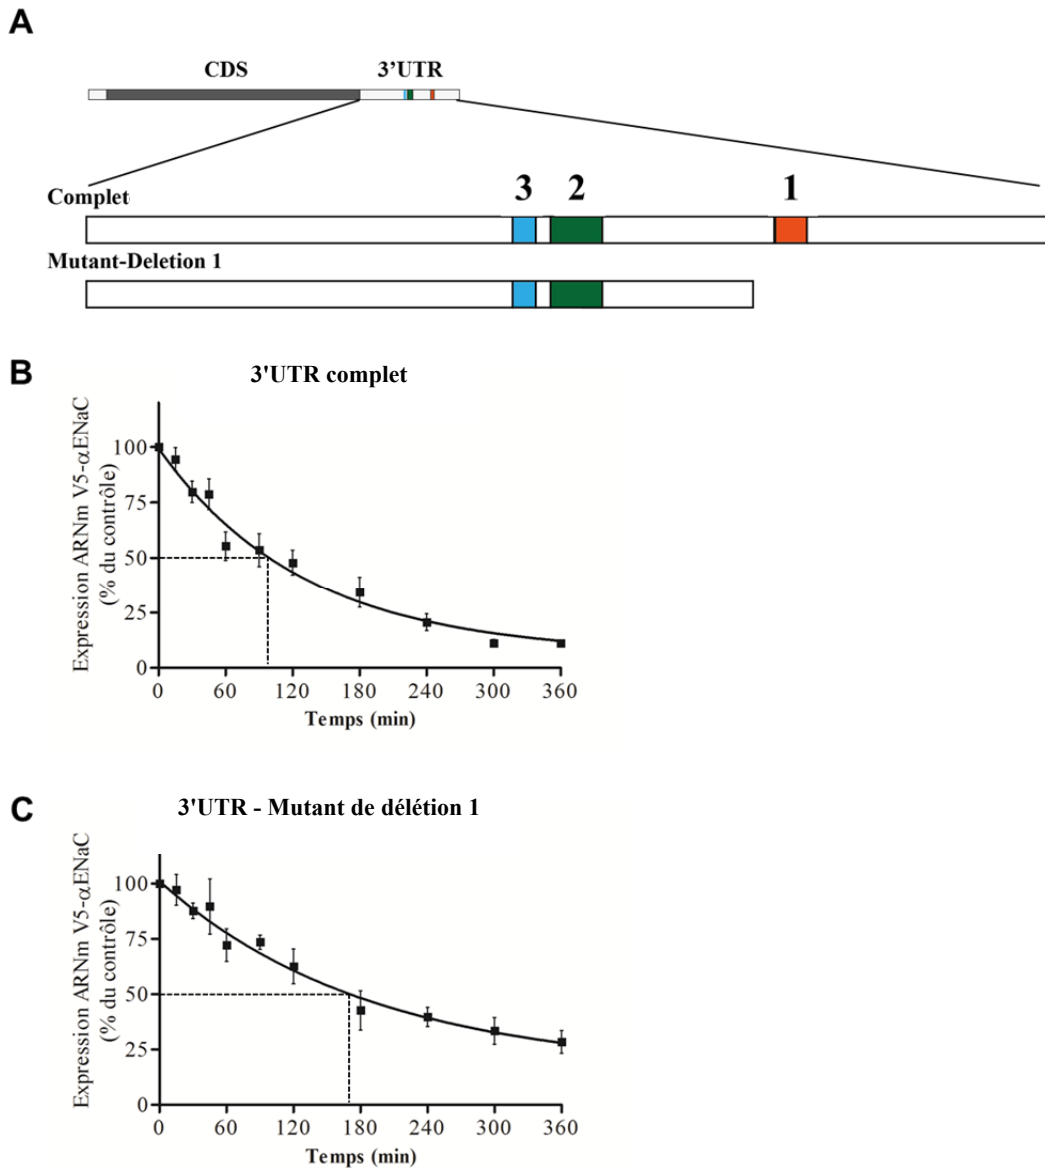 A
CDS 3'UTR
Complet
3 2 1
Mutant-Deletion 1
B
3'UTR complet
Expression ARNm V5-αENaC
(% du contrôle)
100
75
50
25
0
0 60 120 180 240 300 360
Temps (min)
C
3'UTR - Mutant de délétion 1
Expression ARNm V5-αENaC
(% du contrôle)
100
75
50
25
0
0 60 120 180 240 300 360
Temps (min)